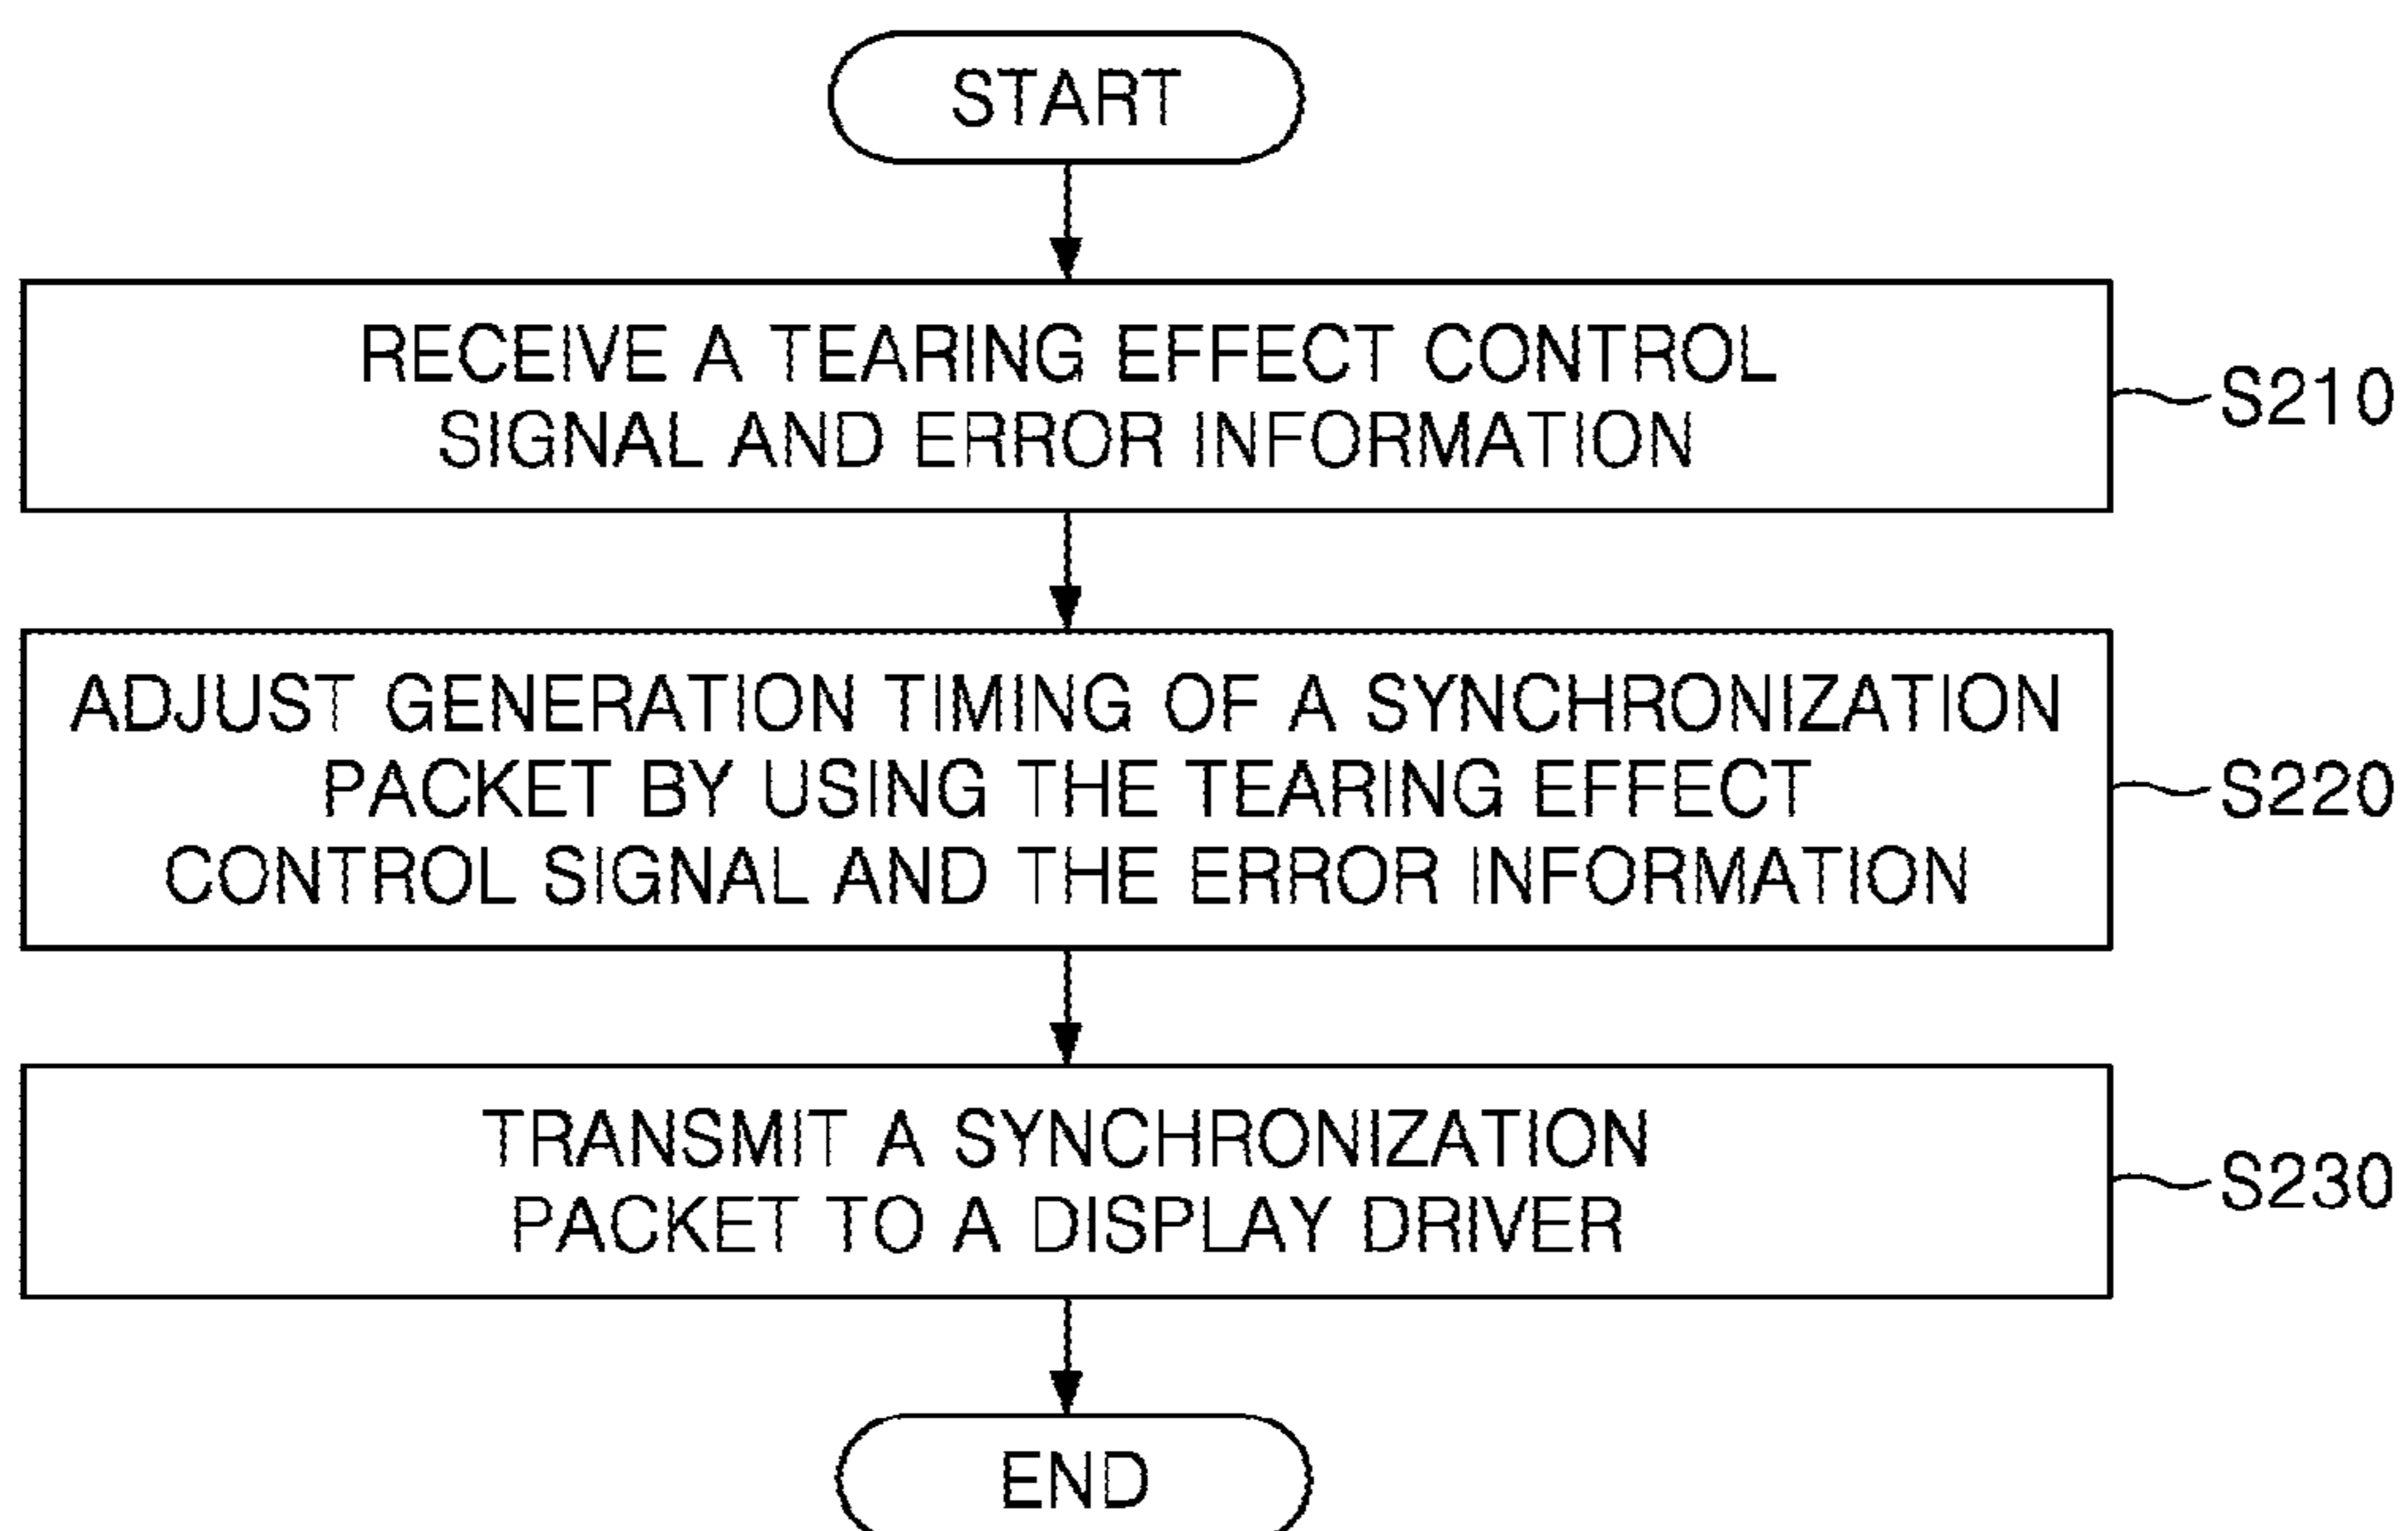 START
RECEIVE A TEARING EFFECT CONTROL
SIGNAL AND ERROR INFORMATION
S210
ADJUST GENERATION TIMING OF A SYNCHRONIZATION
PACKET BY USING THE TEARING EFFECT
CONTROL SIGNAL AND THE ERROR INFORMATION
S220
TRANSMIT A SYNCHRONIZATION
PACKET TO A DISPLAY DRIVER
S230
END